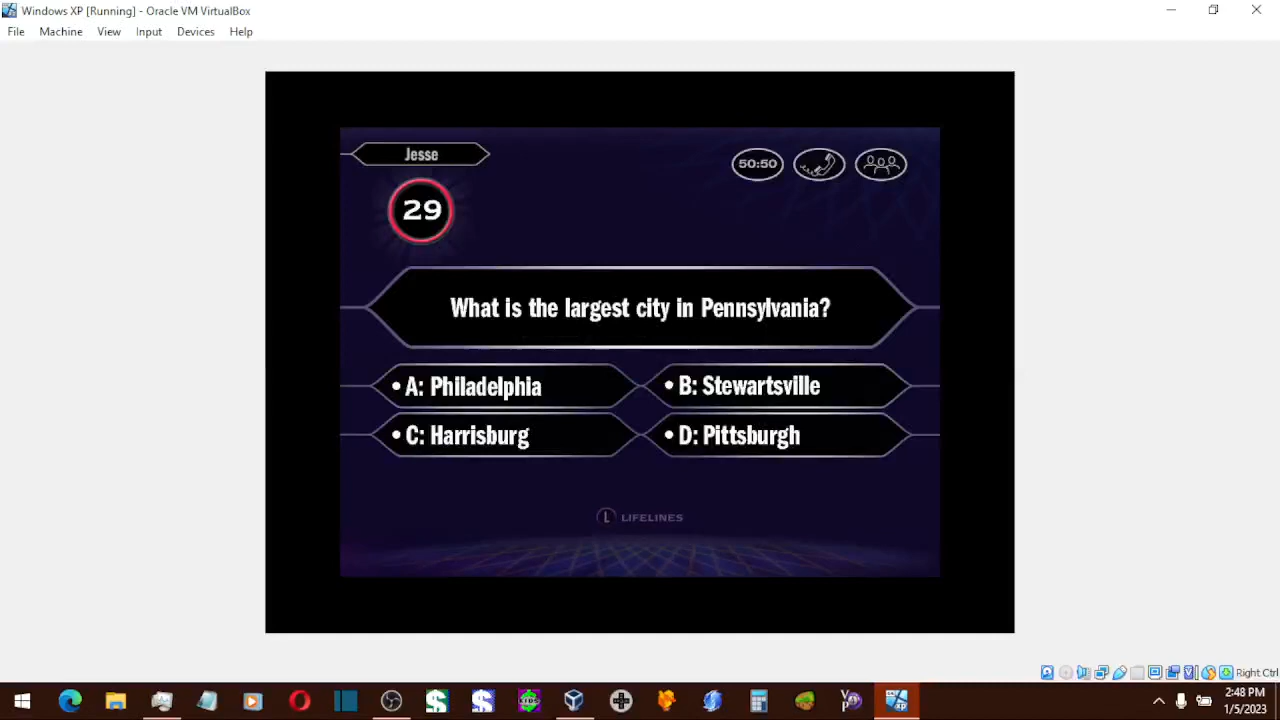 Windows XP [Running] - Oracle VM VirtualBox
File Machine View Input Devices Help
Jesse
50:50
29
What is the largest city in Pennsylvania?
• A: Philadelphia
• B: Stewartsville
• C: Harrisburg
• D: Pittsburgh
L LIFELINES
Right Ctrl
2:48 PM
1/5/2023